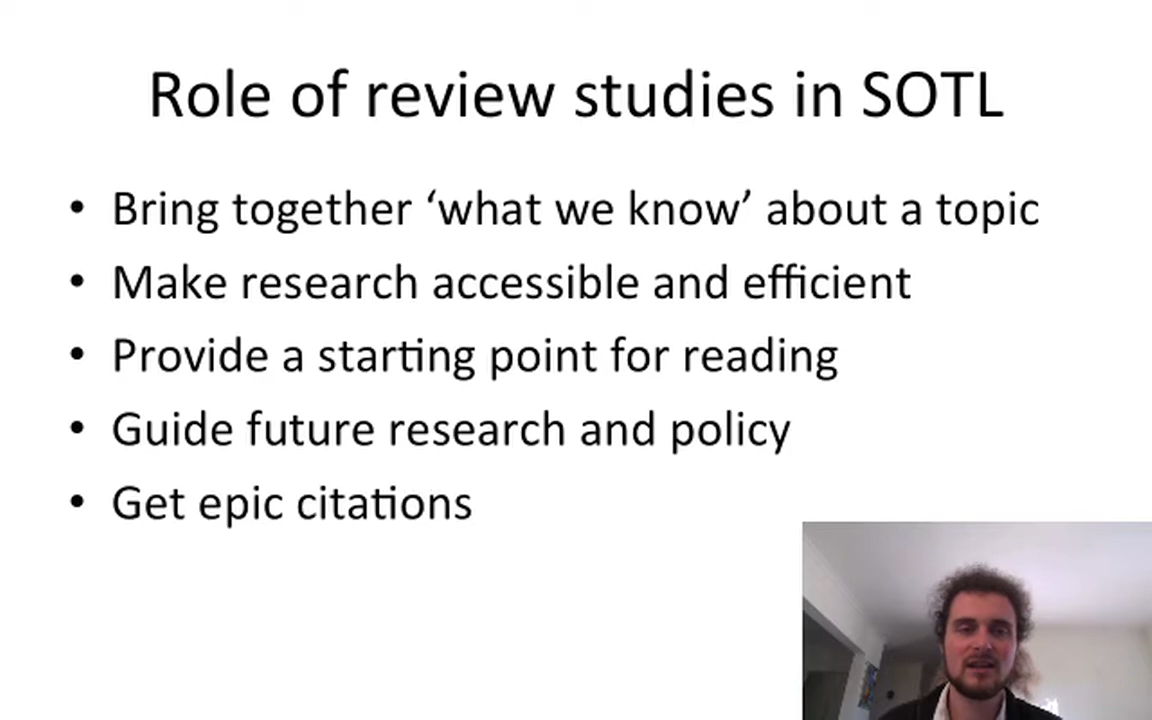 Role of review studies in SOTL
• Bring together ‘what we know’ about a topic
• Make research accessible and efficient
• Provide a starting point for reading
• Guide future research and policy
• Get epic citations